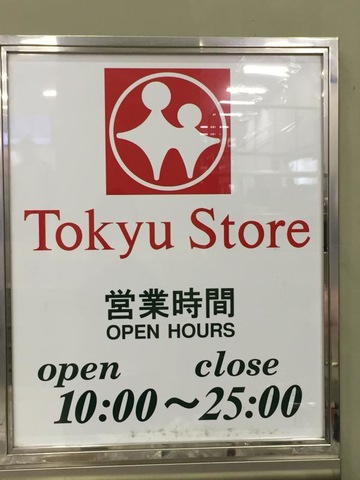 Tokyu Store
営業時間
OPEN HOURS
open close
10:00～25:00